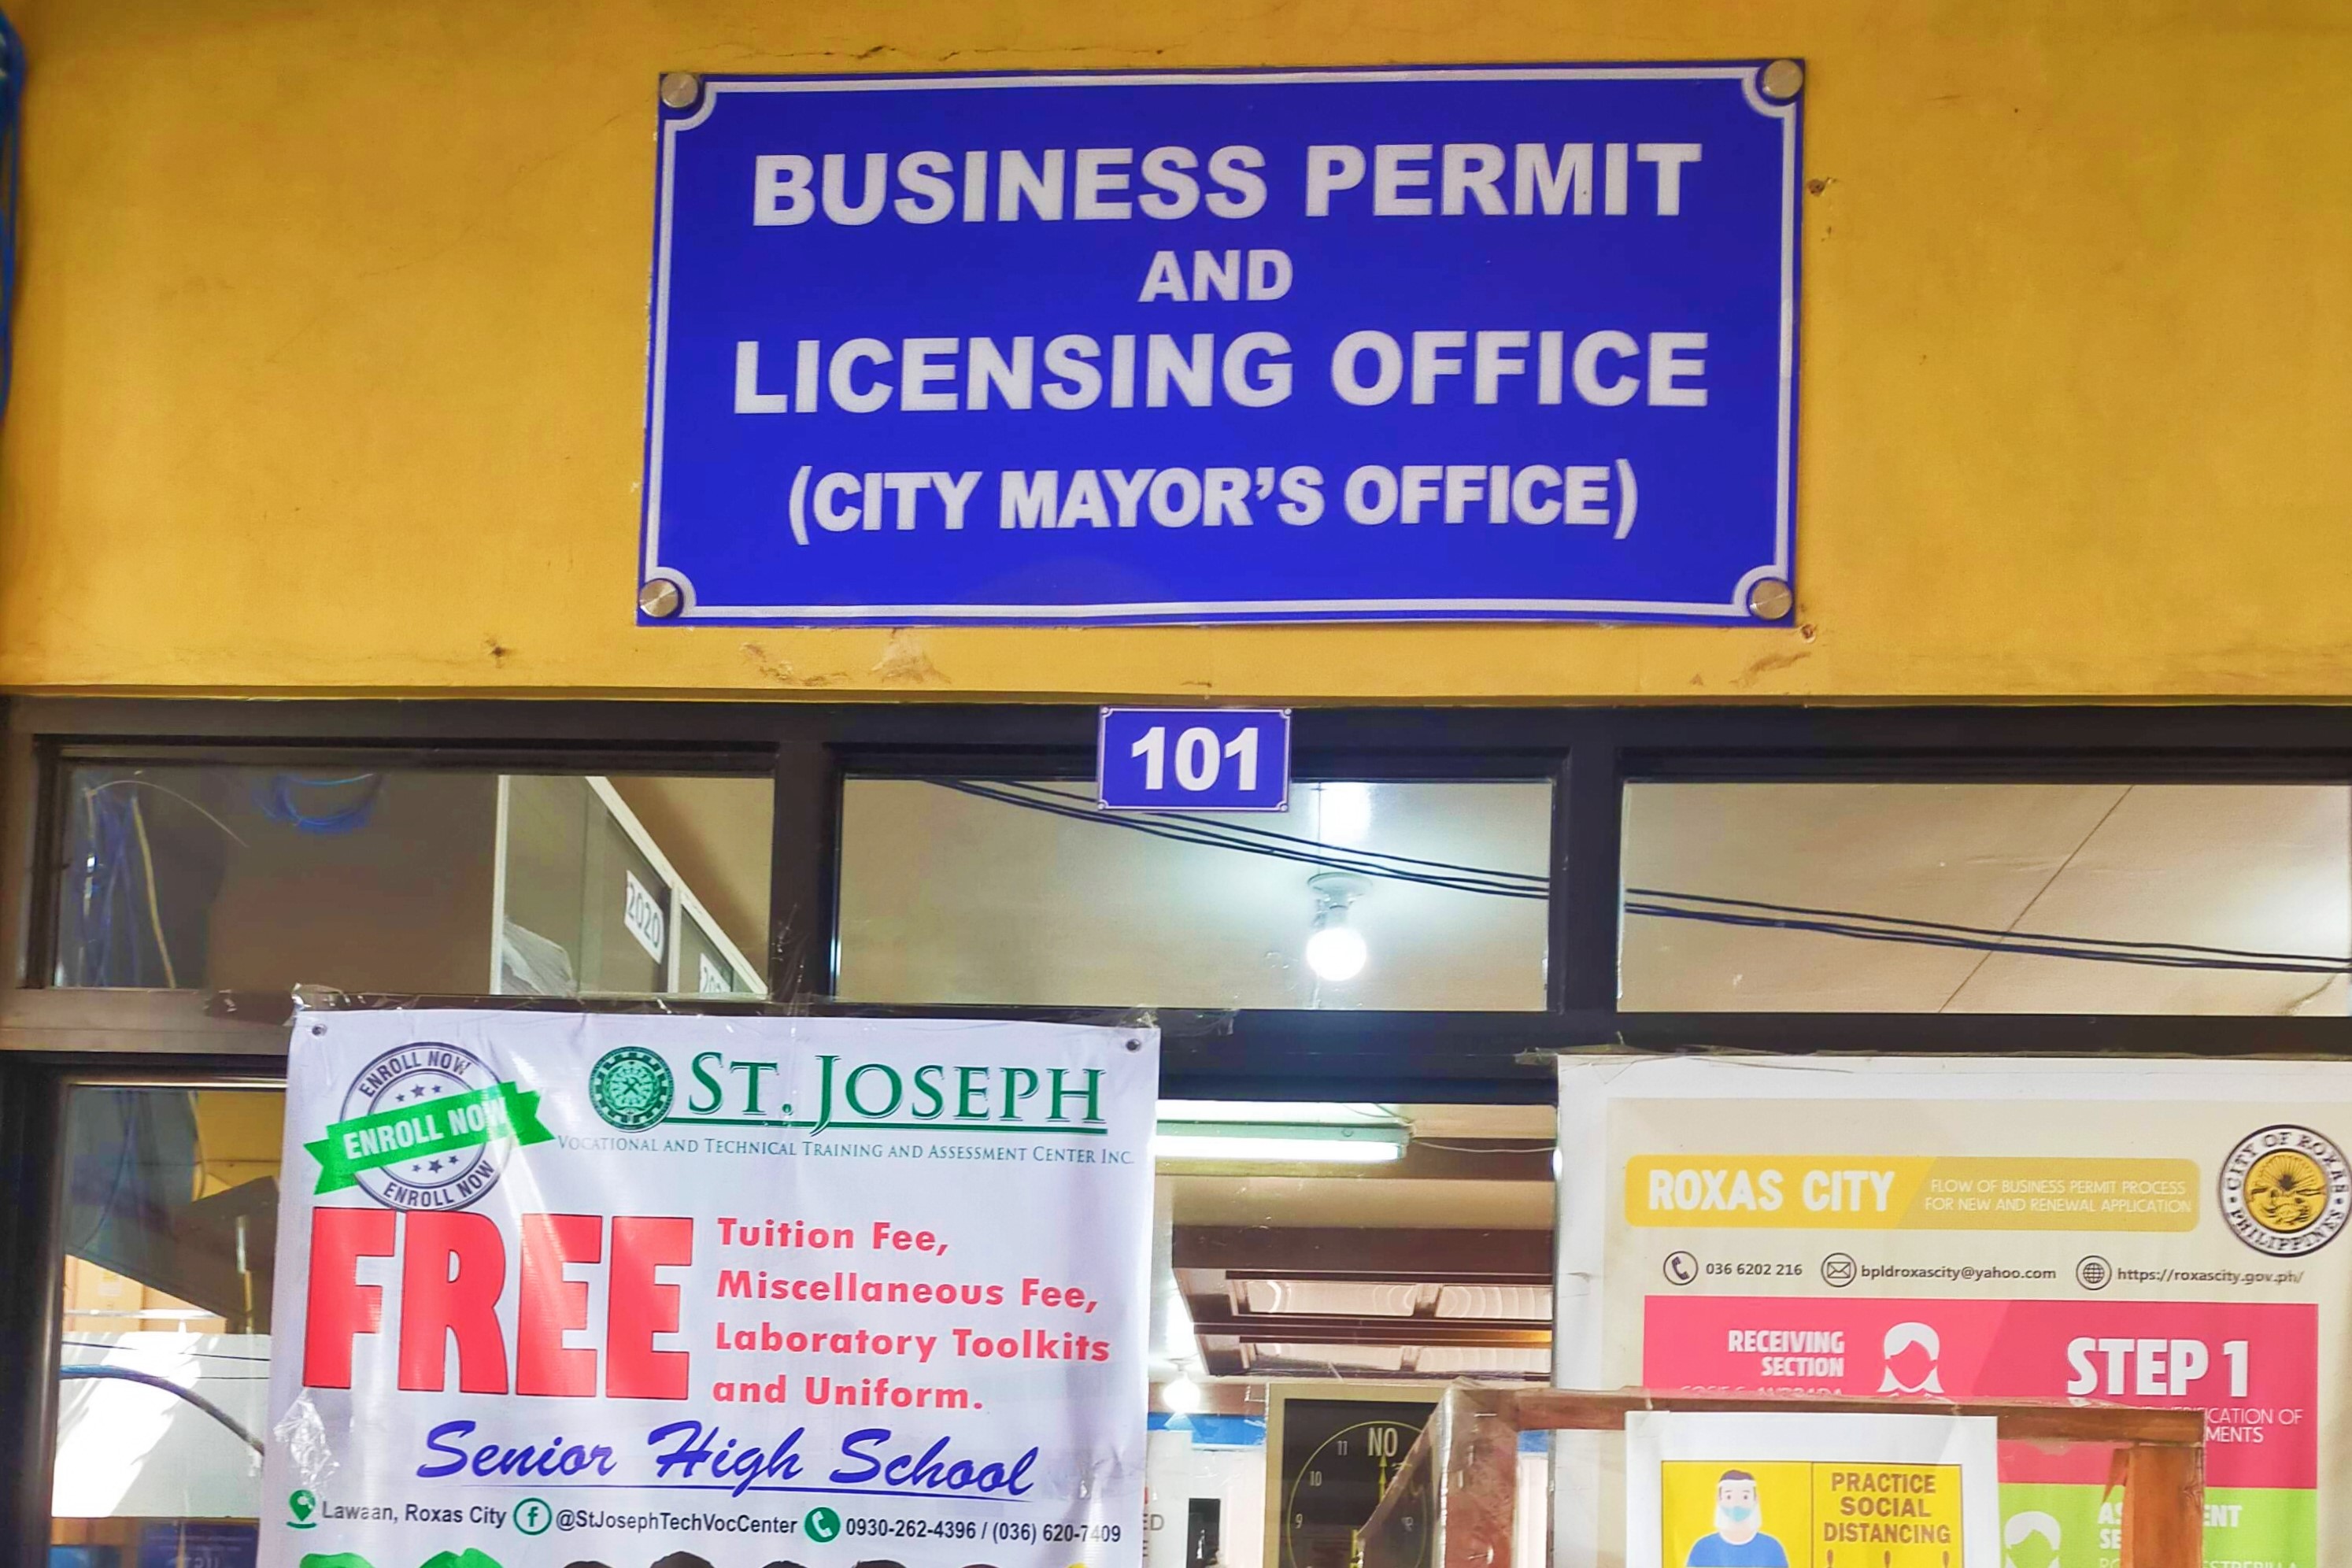 BUSINESS PERMIT
AND
LICENSING OFFICE
(CITY MAYOR'S OFFICE)
101
2020
ENROLL NOW
ENROLL NOW
ENROLL NOW
ST. JOSEPH
VOCATIONAL AND TECHNICAL TRAINING AND ASSESSMENT CENTER INC.
FREE
Tuition Fee,
Miscellaneous Fee,
Laboratory Toolkits
and Uniform.
Senior High School
Lawaan, Roxas City @StJosephTechVocCenter 0930-262-4396 / (036) 620-7409
ROXAS CITY
FLOW OF BUSINESS PERMIT PROCESS
FOR NEW AND RENEWAL APPLICATION
CITY OF ROXAS
PHILIPPINES
036 6202 216 bpldroxascity@yahoo.com https://roxascity.gov.ph/
RECEIVING
SECTION
STEP 1
OF
PRACTICE
SOCIAL
DISTANCING
11
10
9